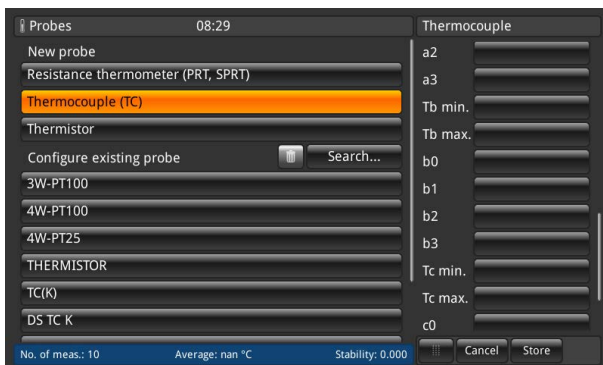 Probes 08:29
New probe
Resistance thermometer (PRT, SPRT)
Thermocouple (TC)
Thermistor
Configure existing probe Search...
3W-PT100
4W-PT100
4W-PT25
THERMISTOR
TC(K)
DS TC K
No. of meas.: 10 Average: nan °C Stability: 0.000
Thermocouple
a2
a3
Tb min.
Tb max.
b0
b1
b2
b3
Tc min.
Tc max.
c0
Cancel Store